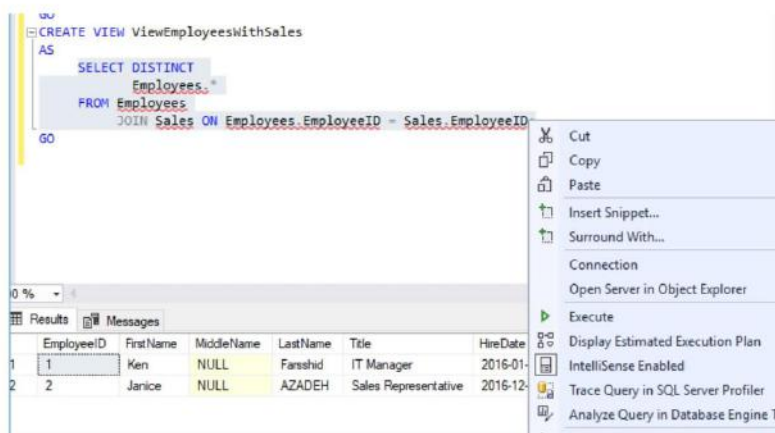 GO
CREATE VIEW ViewEmployeesWithSales
AS
SELECT DISTINCT
Employees.*
FROM Employees
JOIN Sales ON Employees.EmployeeID = Sales.EmployeeID;
GO
Cut
Copy
Paste
Insert Snippet...
Surround With...
Connection
Open Server in Object Explorer
Execute
Display Estimated Execution Plan
IntelliSense Enabled
Trace Query in SQL Server Profiler
Analyze Query in Database Engine T
00 %
Results Messages
EmployeeID FirstName MiddleName LastName Title HireDate
1 1 Ken NULL Farsshid IT Manager 2016-01-
2 2 Janice NULL AZADEH Sales Representative 2016-12-